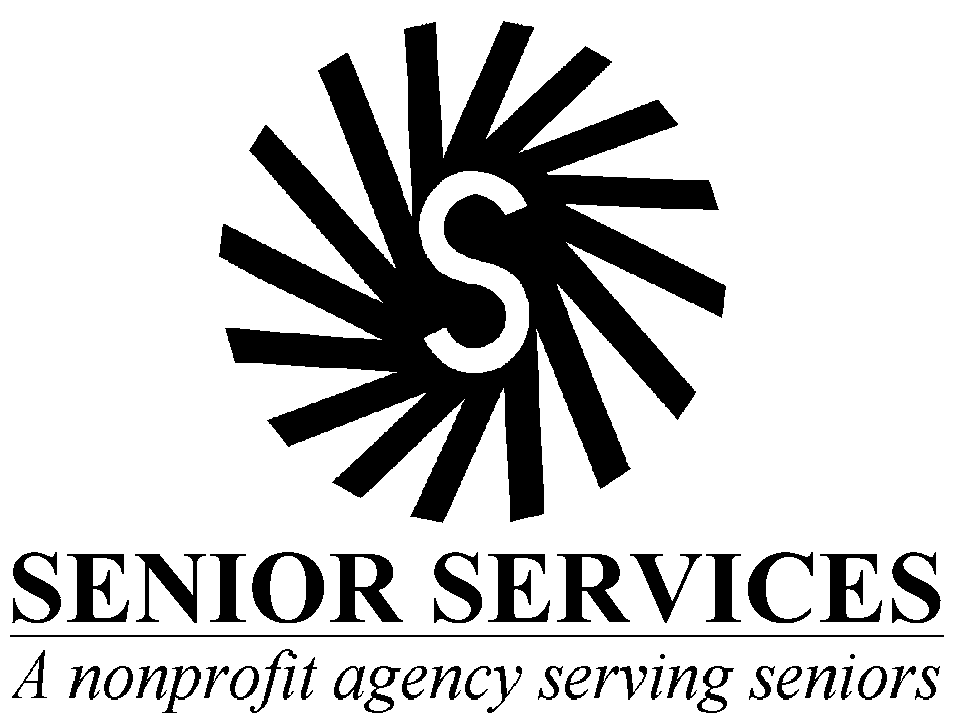 S
SENIOR SERVICES
A nonprofit agency serving seniors